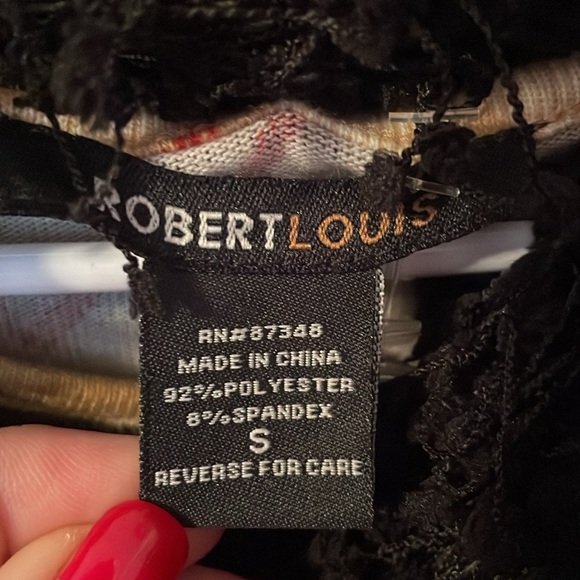 ROBERTLOUIS
RN#87348
MADE IN CHINA
92%POLYESTER
8%SPANDEX
S
REVERSE FOR CARE